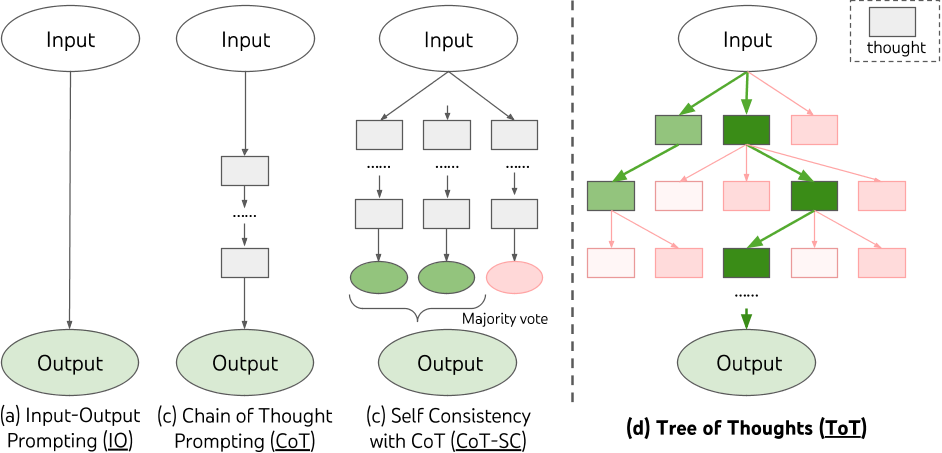 Input
Input
Input
Input
thought
......
......
......
......
......
Majority vote
Output
Output
Output
Output
(a) Input-Output
Prompting (IO)
(c) Chain of Thought
Prompting (CoT)
(c) Self Consistency
with CoT (CoT-SC)
(d) Tree of Thoughts (ToT)